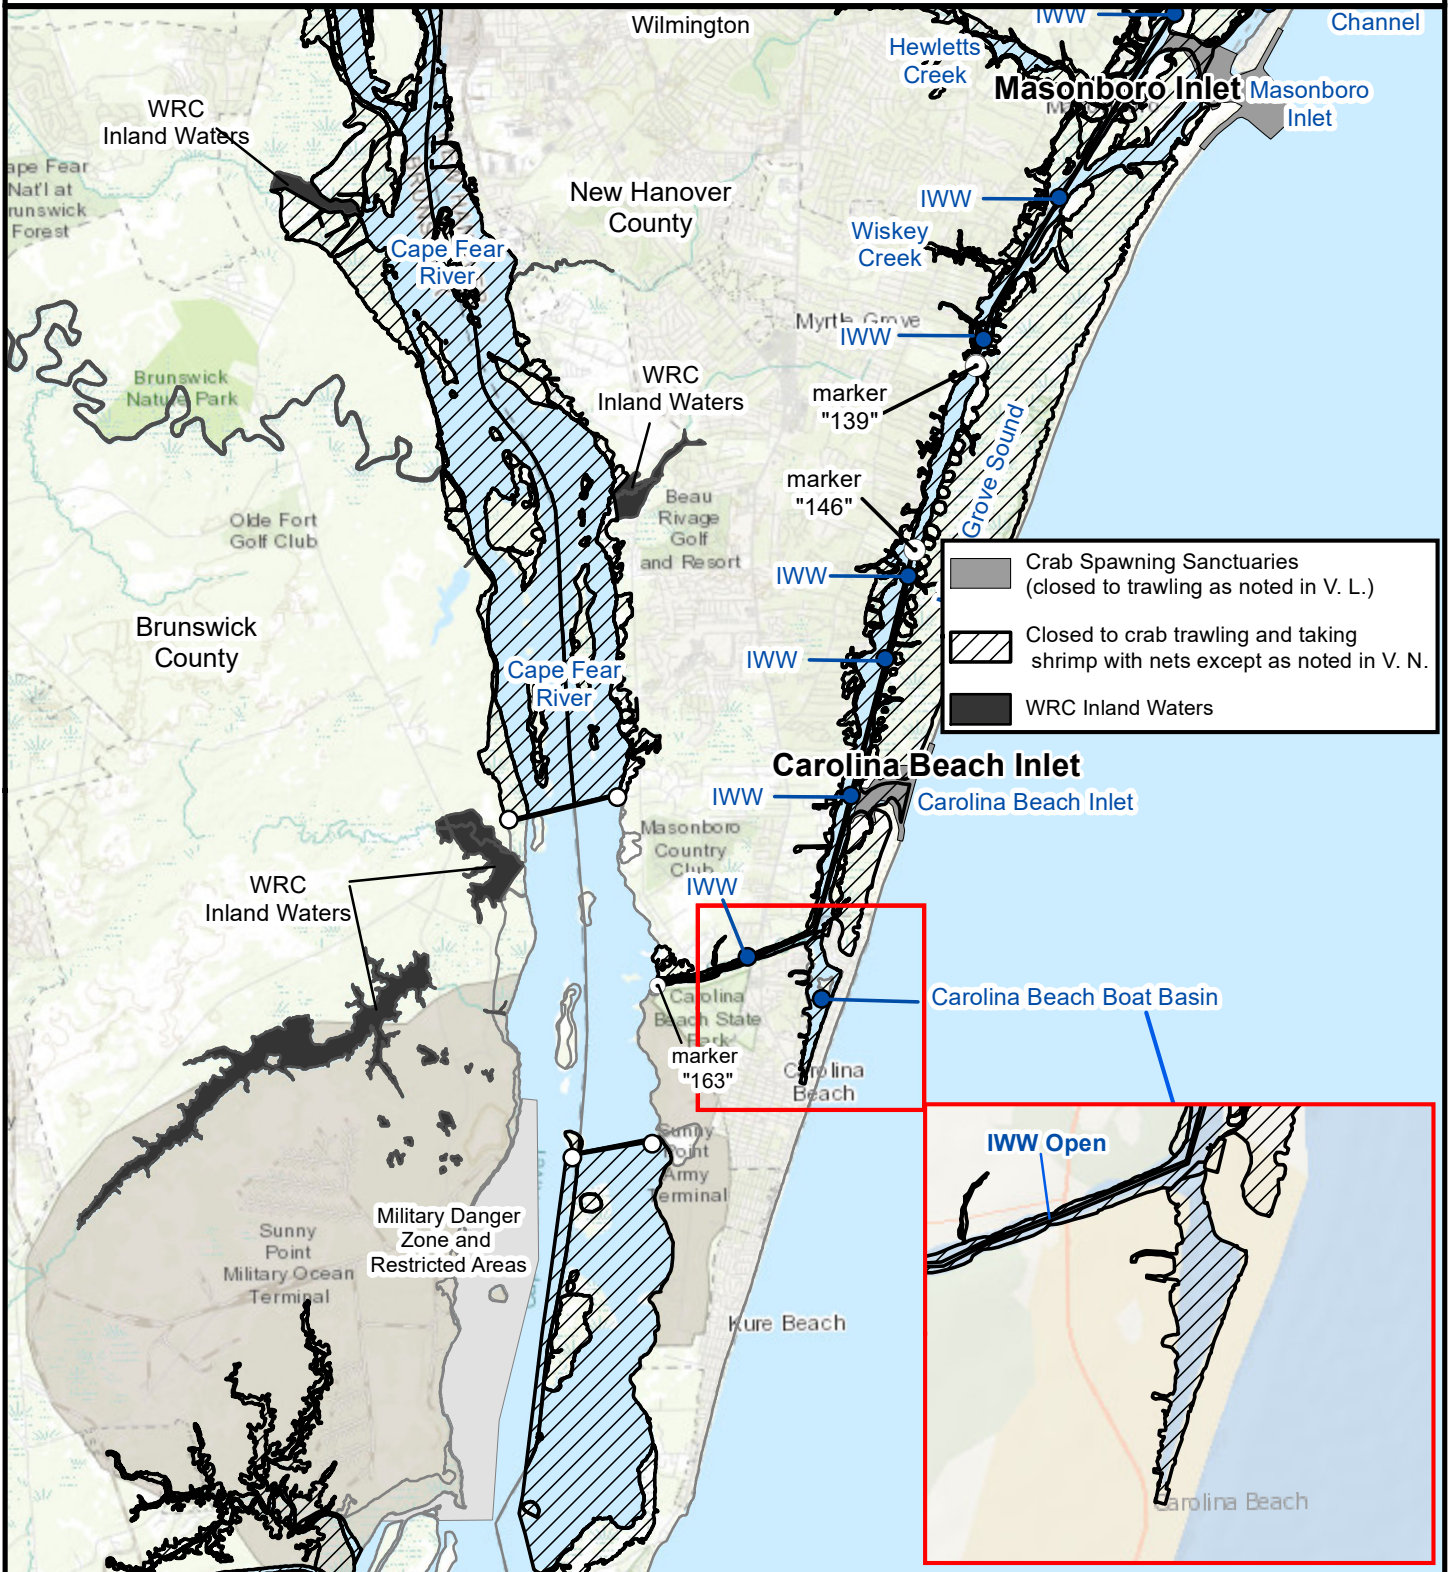 Wilmington
IWW
Channel
Hewletts
Creek
Masonboro Inlet
Masonboro
Inlet
WRC
Inland Waters
ape Fear
Nat'l at
runswick
Forest
New Hanover
County
IWW
Wiskey
Creek
Cape Fear
River
Myrtle Grove
IWW
Brunswick
Nature Park
WRC
Inland Waters
marker
"139"
Grove Sound
marker
"146"
Beau
Rivage
Golf
and Resort
Olde Fort
Golf Club
IWW
Crab Spawning Sanctuaries
(closed to trawling as noted in V. L.)
Closed to crab trawling and taking
shrimp with nets except as noted in V. N.
WRC Inland Waters
Brunswick
County
IWW
Cape Fear
River
Carolina Beach Inlet
IWW
Carolina Beach Inlet
Masonboro
Country
Club
IWW
WRC
Inland Waters
Carolina
Beach State
Park
Carolina Beach Boat Basin
marker
"163"
Carolina
Beach
Sunny
Point
Army
Terminal
IWW Open
Military Danger
Zone and
Restricted Areas
Sunny
Point
Military Ocean
Terminal
Kure Beach
Carolina Beach